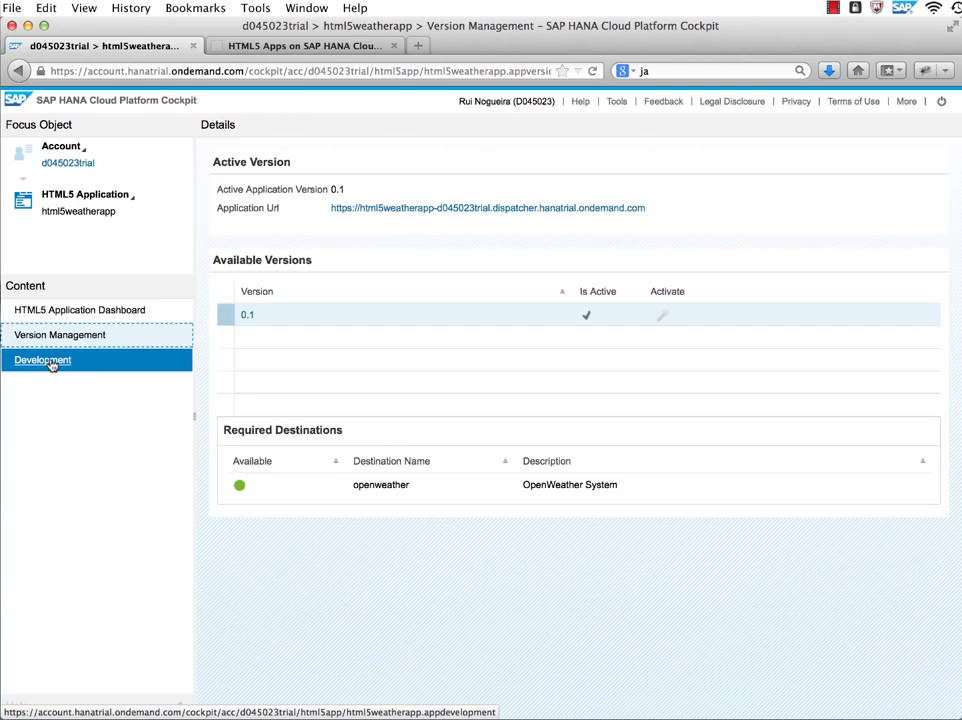 File Edit View History Bookmarks Tools Window Help
d045023trial > html5weatherapp > Version Management – SAP HANA Cloud Platform Cockpit
d045023trial > html5weathera... HTML5 Apps on SAP HANA Clou...
https://account.hanatrial.ondemand.com/cockpit/acc/d045023trial/html5app/html5weatherapp.appversic ja
SAP SAP HANA Cloud Platform Cockpit Rui Nogueira (D045023) | Help | Tools | Feedback | Legal Disclosure | Privacy | Terms of Use | More |
Focus Object Details
Account
d045023trial
HTML5 Application
html5weatherapp
Active Version
Active Application Version 0.1
Application Url https://html5weatherapp-d045023trial.dispatcher.hanatrial.ondemand.com
Available Versions
Version Is Active Activate
0.1
Content
HTML5 Application Dashboard
Version Management
Development
Required Destinations
Available Destination Name Description
openweather OpenWeather System
https://account.hanatrial.ondemand.com/cockpit/acc/d045023trial/html5app/html5weatherapp.appdevelopment